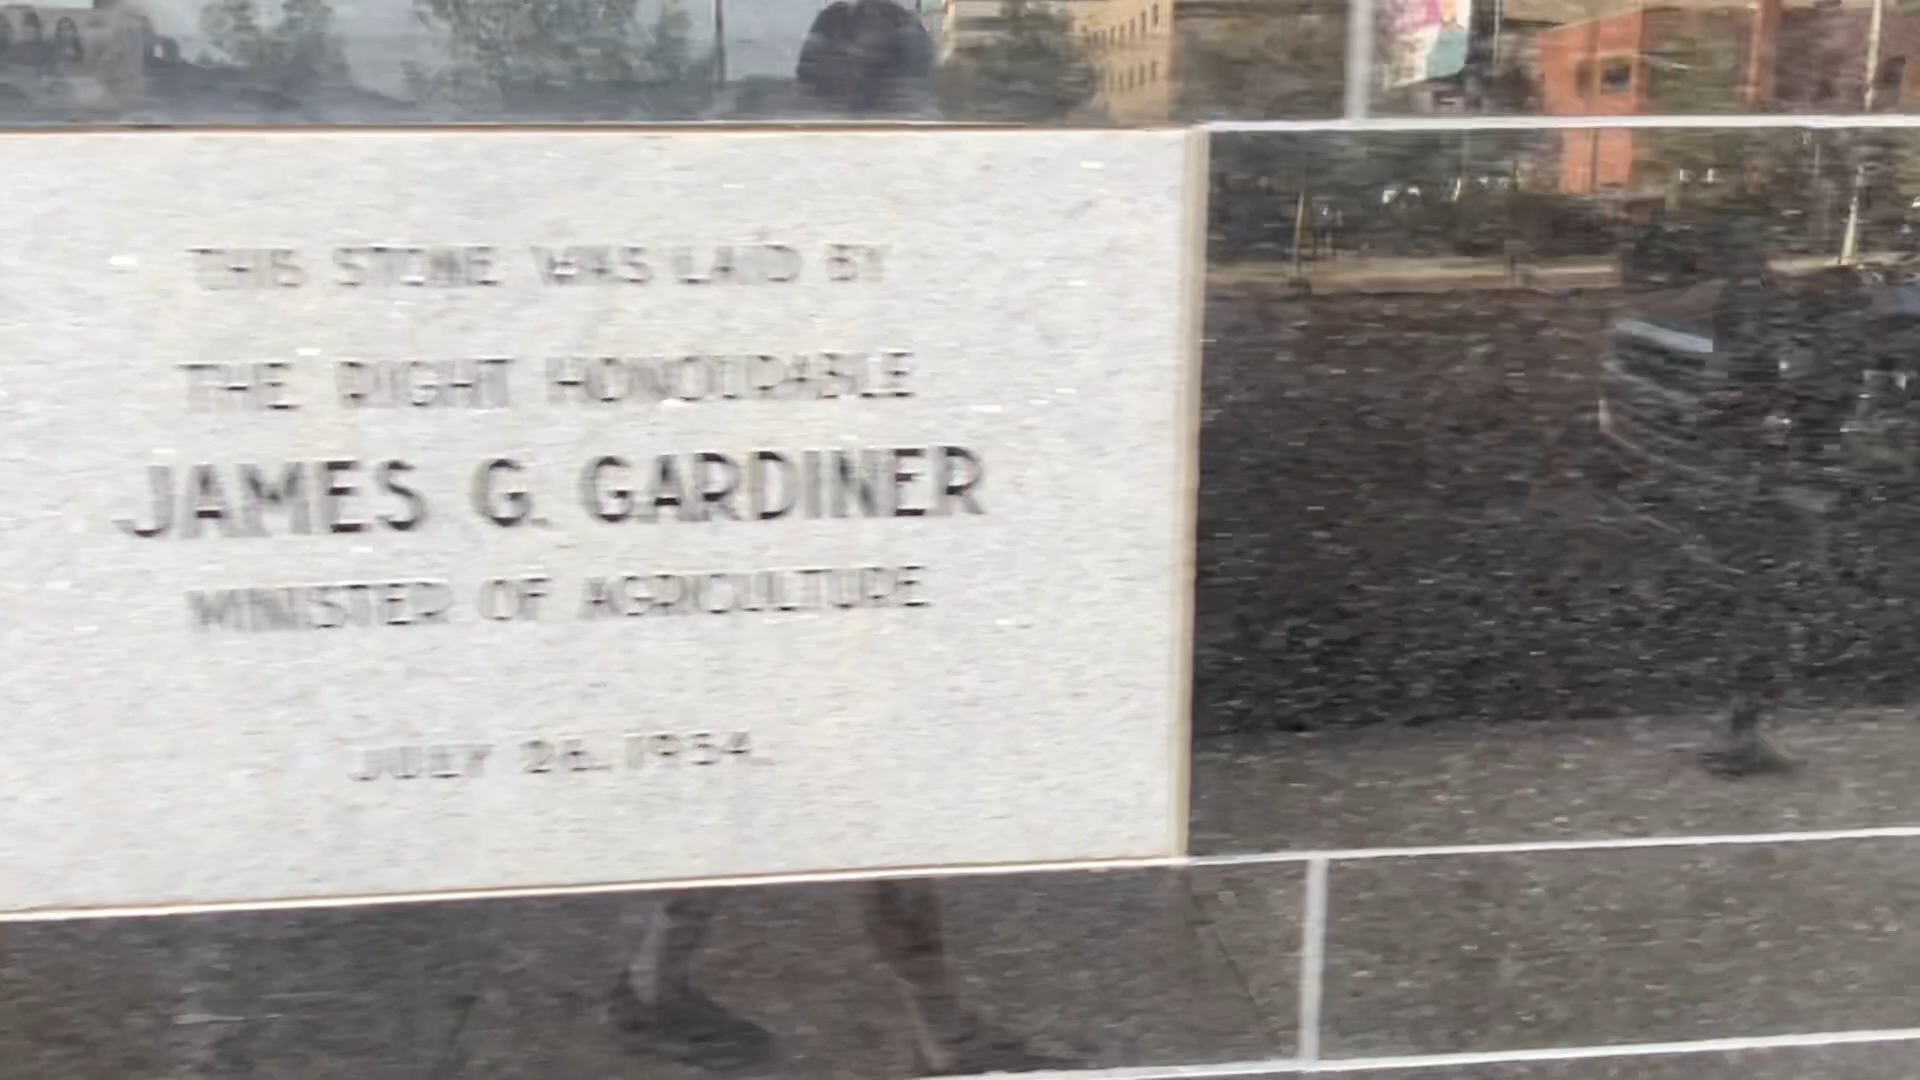 THIS STONE WAS LAID BY
THE RIGHT HONOURABLE
JAMES G. GARDINER
MINISTER OF AGRICULTURE
JULY 26, 1954.